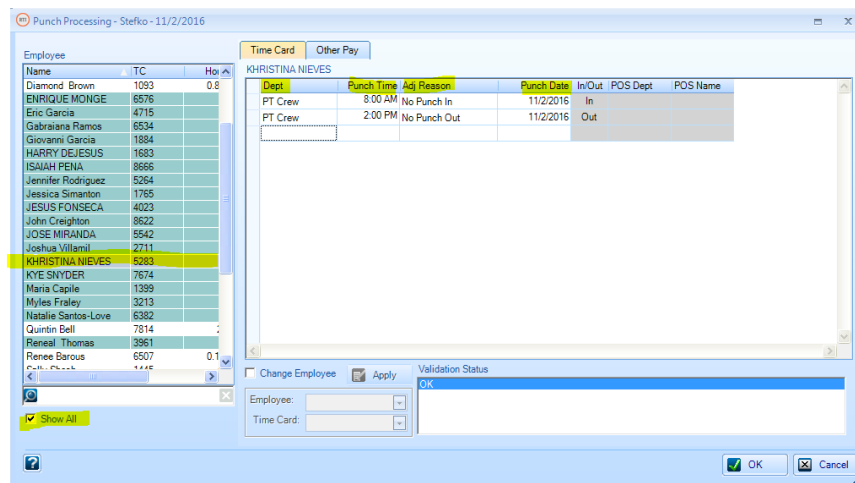 Punch Processing - Stefko - 11/2/2016
Employee
Name TC Hou
Diamond Brown 1093 0.8
ENRIQUE MONGE 6576
Eric Garcia 4715
Gabraiana Ramos 6534
Giovanni Garcia 1884
HARRY DEJESUS 1683
ISAIAH PENA 8666
Jennifer Rodriguez 5264
Jessica Simanton 1765
JESUS FONSECA 4023
John Creighton 8622
JOSE MIRANDA 5542
Joshua Villamil 2711
KHRISTINA NIEVES 5283
KYE SNYDER 7674
Maria Capile 1399
Myles Fraley 3213
Natalie Santos-Love 6382
Quintin Bell 7814
Reneal Thomas 3961
Renee Barous 6507 0.1
Show All
Time Card Other Pay
KHRISTINA NIEVES
Dept Punch Time Adj Reason Punch Date In/Out POS Dept POS Name
PT Crew 8:00 AM No Punch In 11/2/2016 In
PT Crew 2:00 PM No Punch Out 11/2/2016 Out
Change Employee Apply
Employee:
Time Card:
Validation Status
OK
OK Cancel